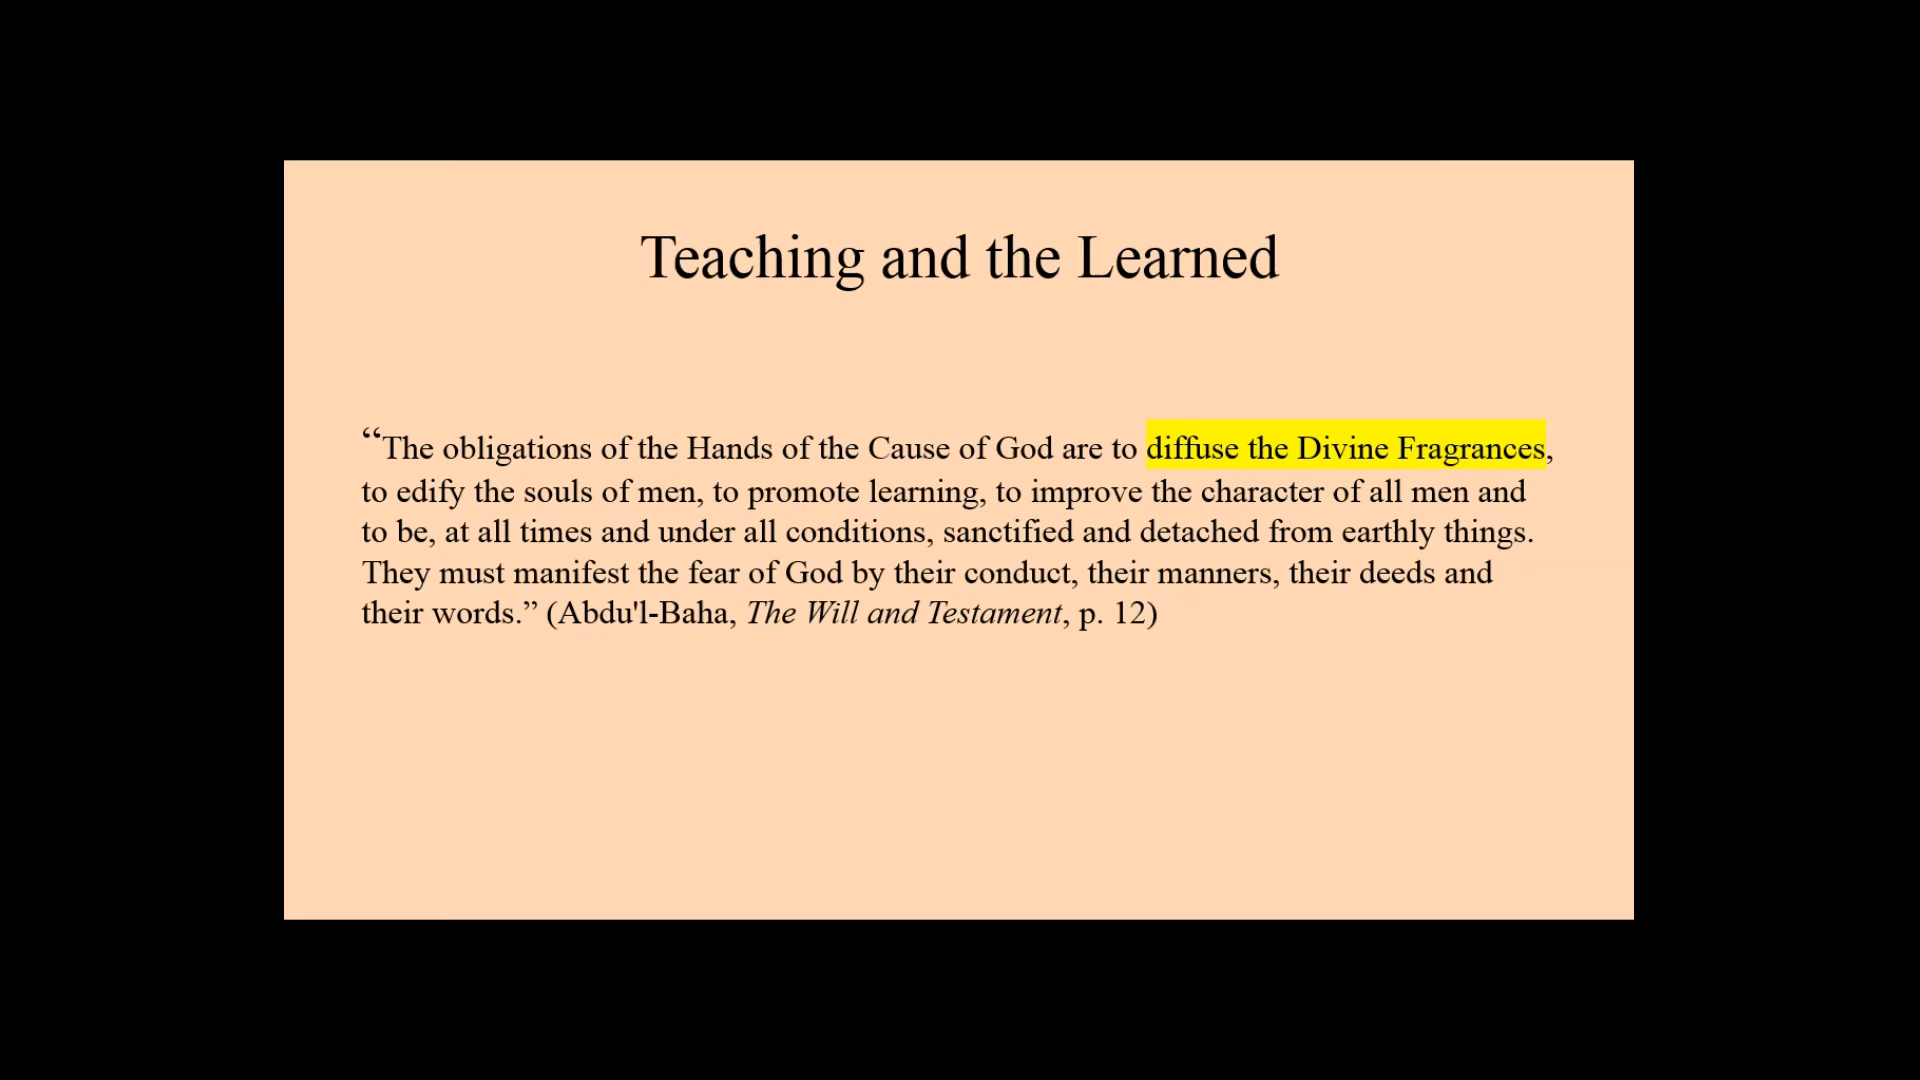 Teaching and the Learned
“The obligations of the Hands of the Cause of God are to diffuse the Divine Fragrances,
to edify the souls of men, to promote learning, to improve the character of all men and
to be, at all times and under all conditions, sanctified and detached from earthly things.
They must manifest the fear of God by their conduct, their manners, their deeds and
their words.” (Abdu'l-Baha, The Will and Testament, p. 12)